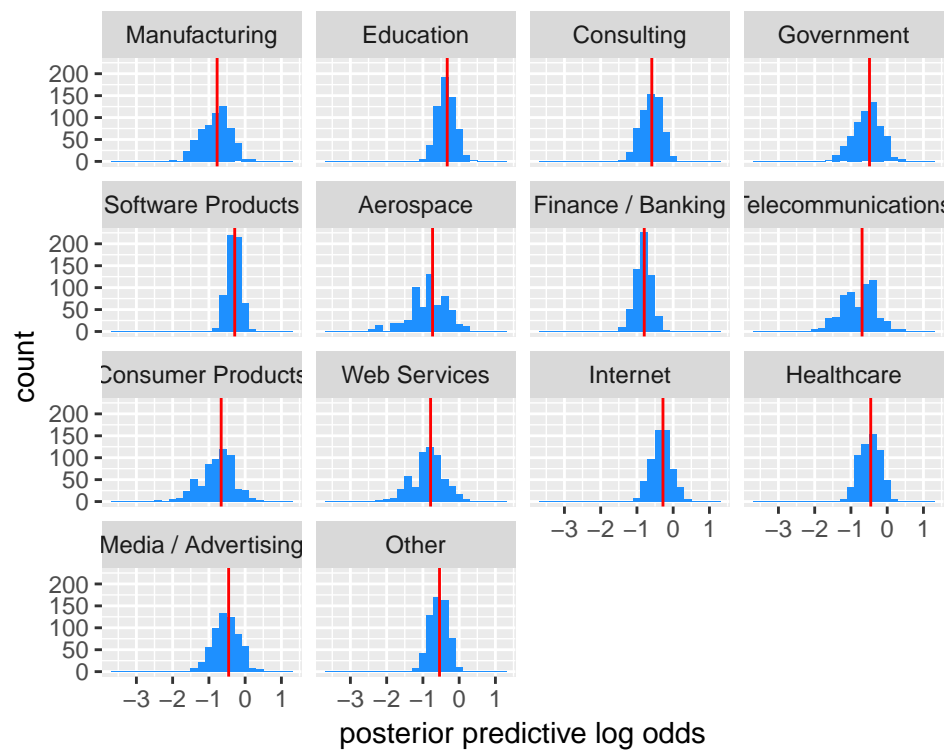 Manufacturing Education Consulting Government
200
150
100
50
0
Software Products Aerospace Finance / Banking Telecommunications
200
150
100
50
0
count
Consumer Products Web Services Internet Healthcare
200
150
100
50
0
−3 −2 −1 0 1 −3 −2 −1 0 1
Media / Advertising Other
200
150
100
50
0
−3 −2 −1 0 1 −3 −2 −1 0 1
posterior predictive log odds